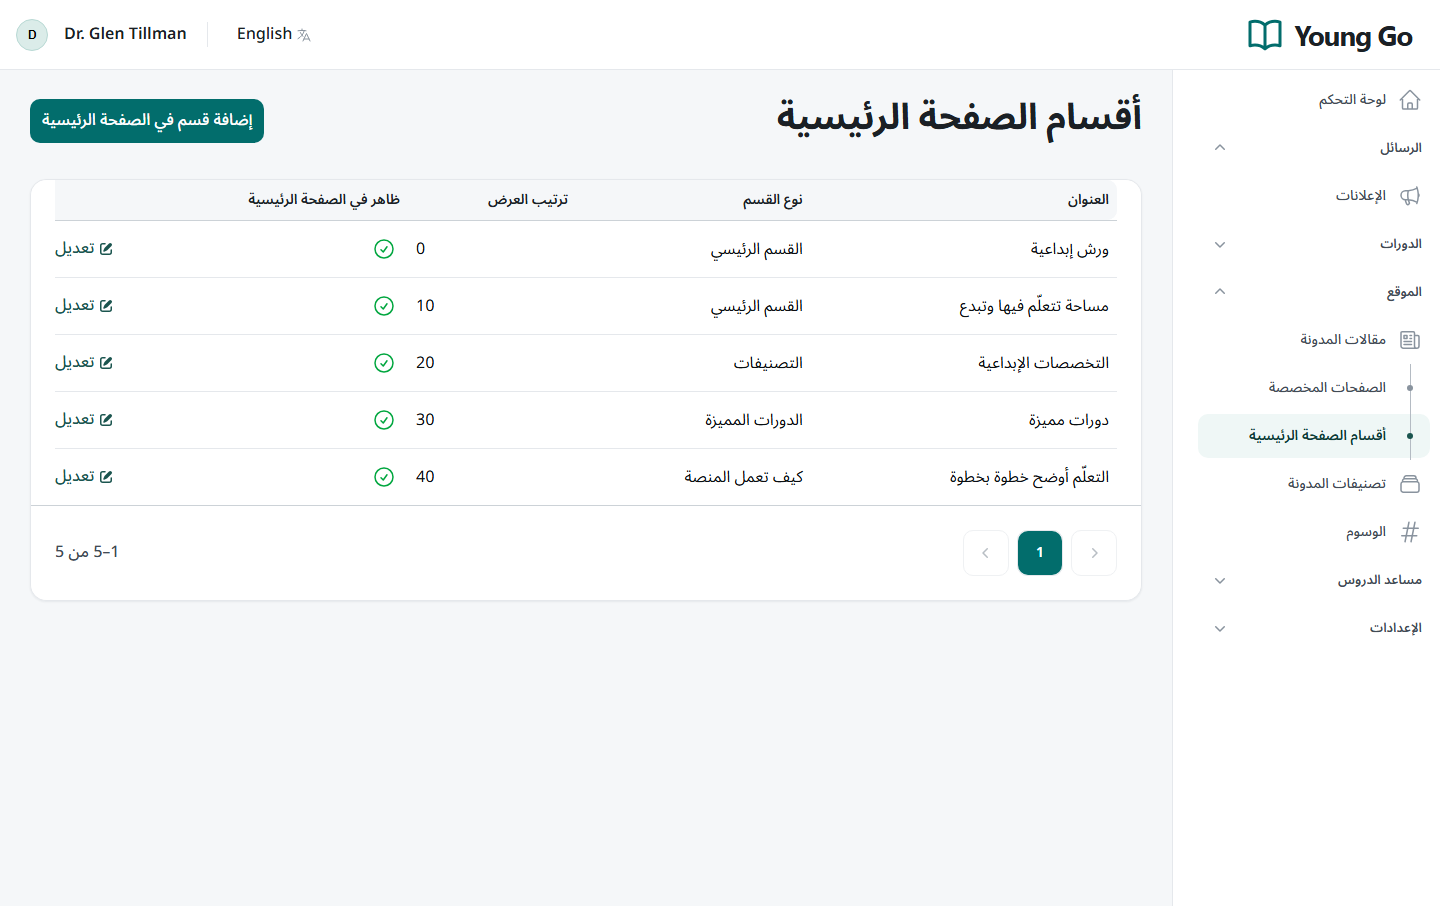 Young Go
English
Dr. Glen Tillman
D
لوحة التحكم
الرسائل
الإعلانات
الدورات
الموقع
مقالات المدونة
الصفحات المخصصة
أقسام الصفحة الرئيسية
تصنيفات المدونة
الوسوم
مساعد الدروس
الإعدادات
أقسام الصفحة الرئيسية
إضافة قسم في الصفحة الرئيسية
العنوان نوع القسم ترتيب العرض ظاهر في الصفحة الرئيسية
ورش إبداعية القسم الرئيسي 0 تعديل
مساحة تتعلّم فيها وتبدع القسم الرئيسي 10 تعديل
التخصصات الإبداعية التصنيفات 20 تعديل
دورات مميزة الدورات المميزة 30 تعديل
التعلّم أوضح خطوة بخطوة كيف تعمل المنصة 40 تعديل
1
1–5 من 5